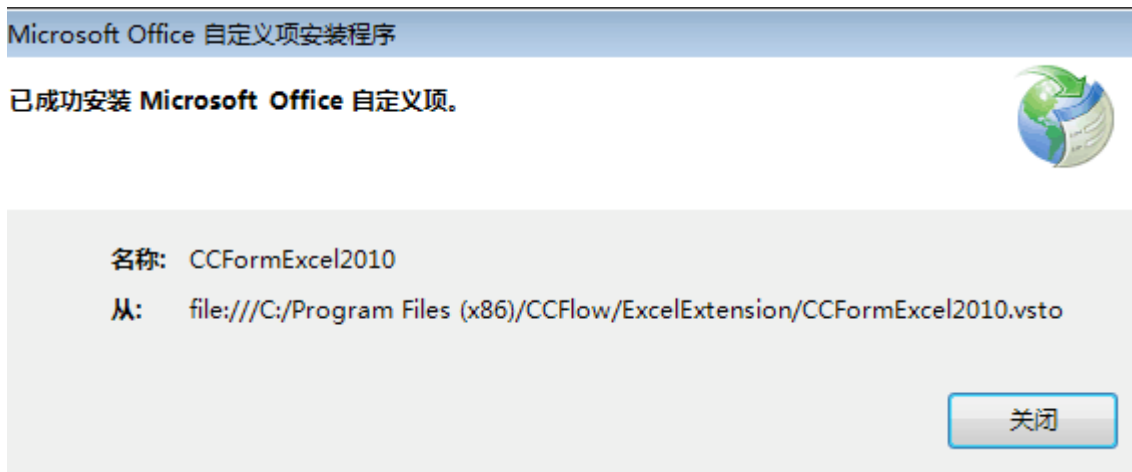 Microsoft Office 自定义项安装程序
已成功安装 Microsoft Office 自定义项。
名称: CCFormExcel2010
从: file:///C:/Program Files (x86)/CCFlow/ExcelExtension/CCFormExcel2010.vsto
关闭